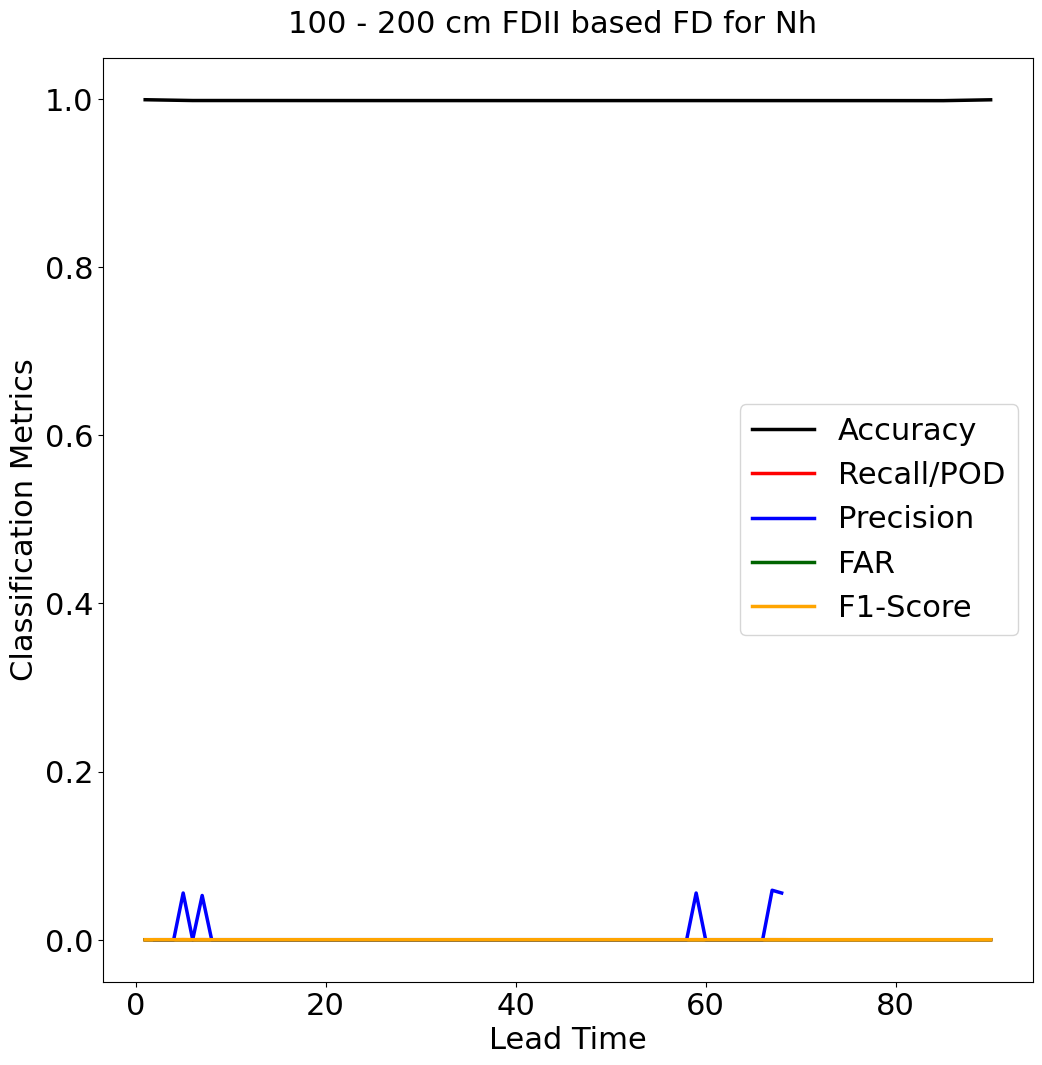 100 - 200 cm FDII based FD for Nh
1.0
0.8
0.6
0.4
0.2
0.0
Classification Metrics
Accuracy
Recall/POD
Precision
FAR
F1-Score
0 20 40 60 80
Lead Time